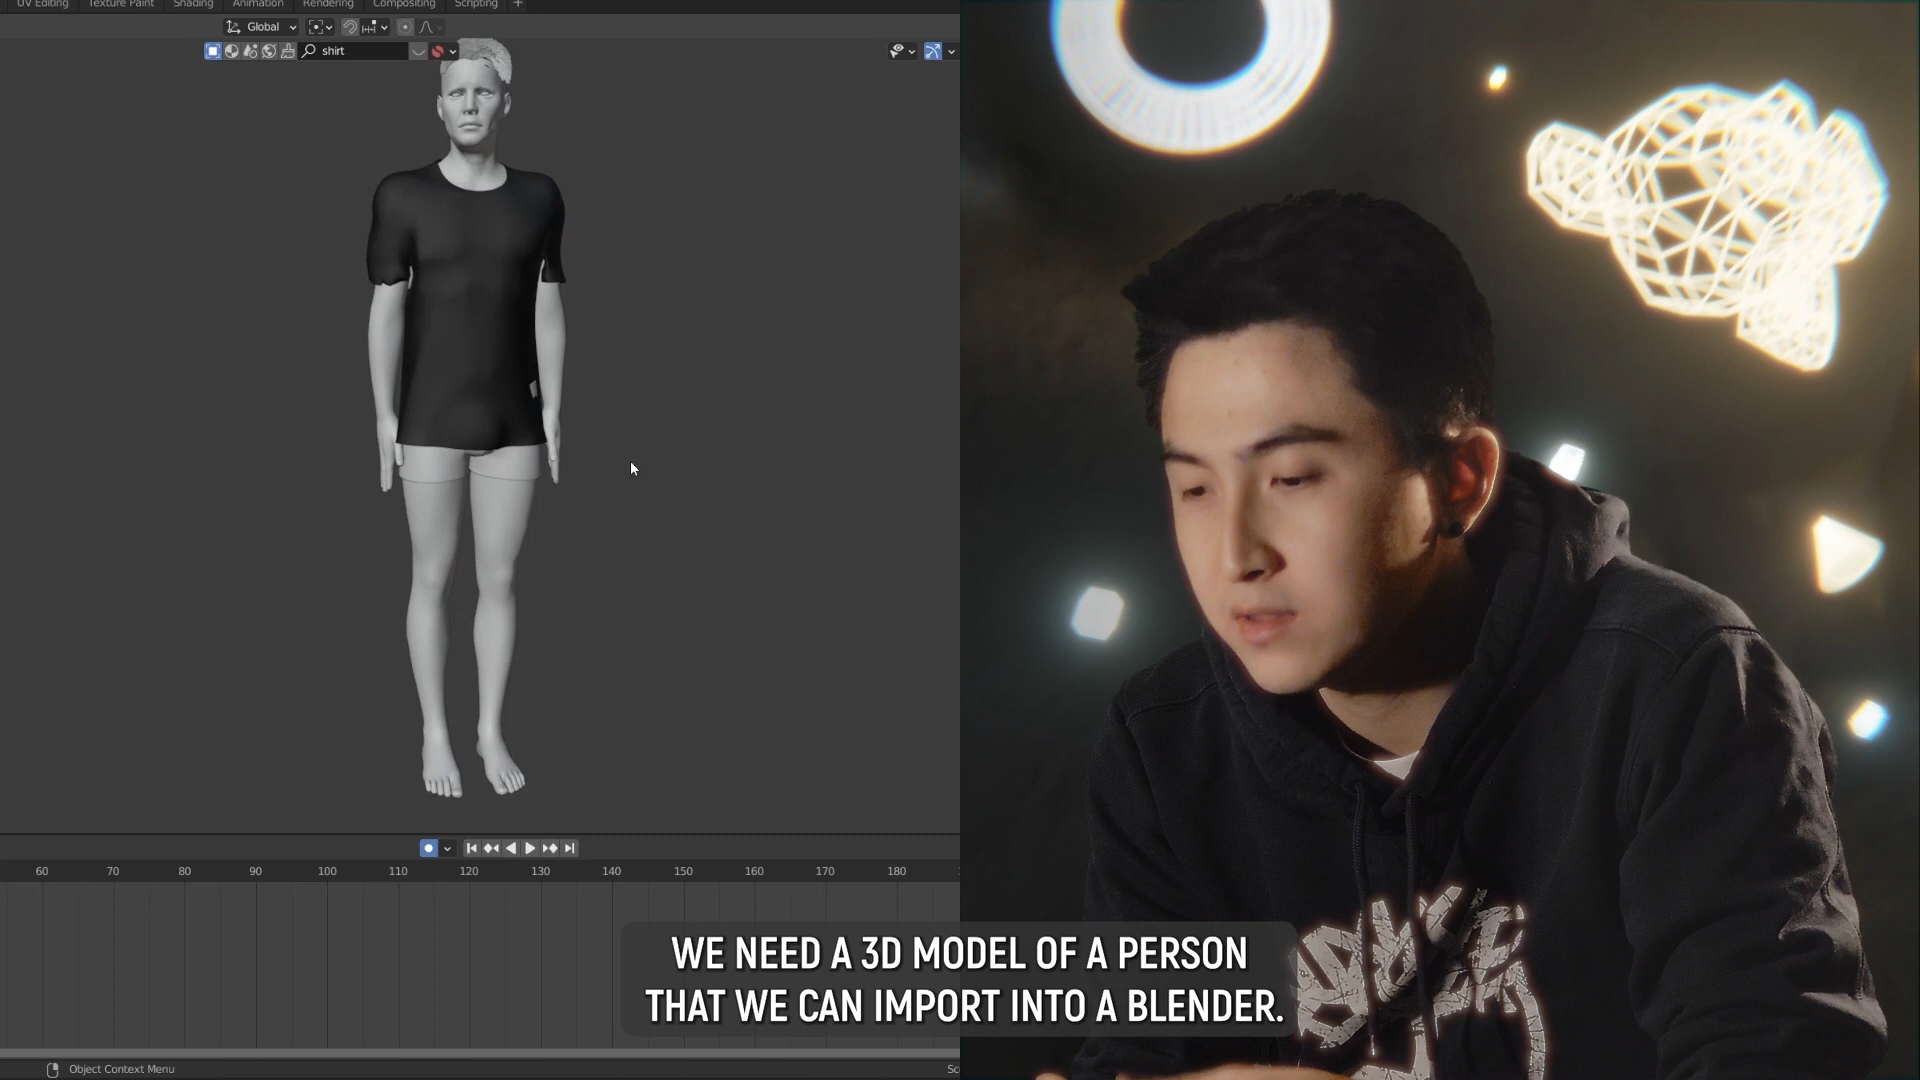 UV Editing Texture Paint Shading Animation Rendering Compositing Scripting +
Global
shirt
60 70 80 90 100 110 120 130 140 150 160 170 180
WE NEED A 3D MODEL OF A PERSON
THAT WE CAN IMPORT INTO A BLENDER.
Object Context Menu
Sc